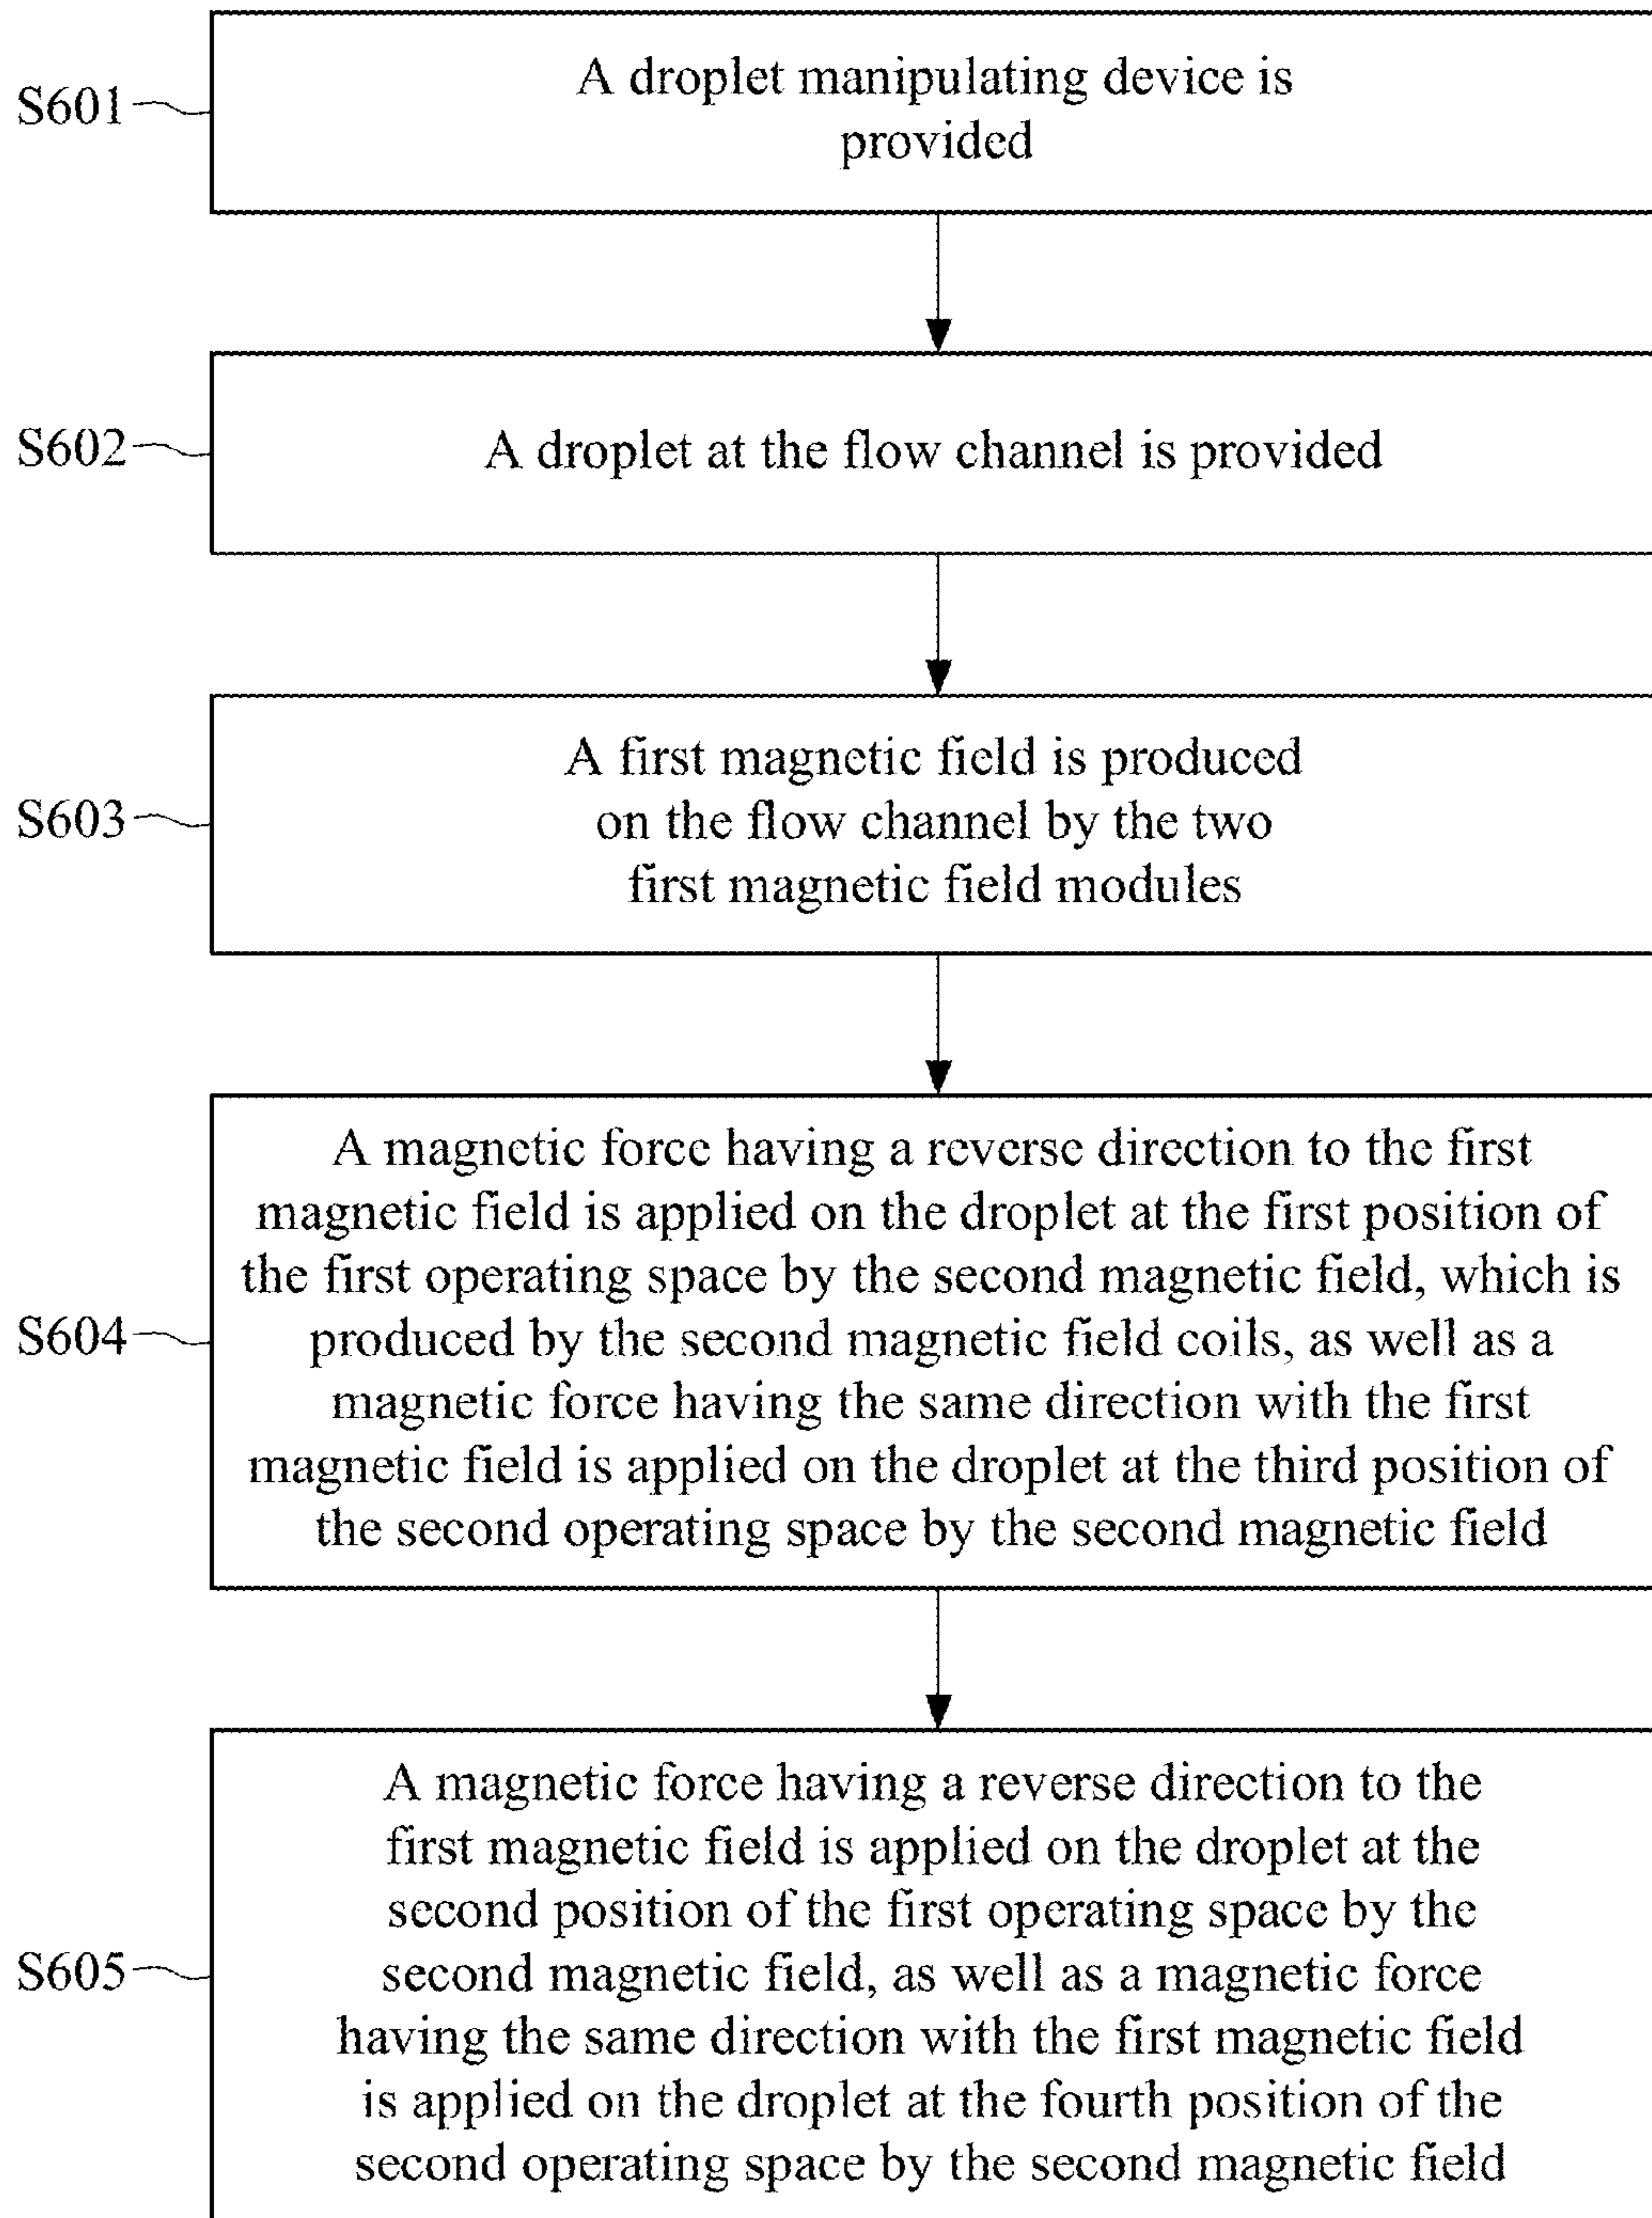 S601
A droplet manipulating device is
provided
S602
A droplet at the flow channel is provided
S603
A first magnetic field is produced
on the flow channel by the two
first magnetic field modules
S604
A magnetic force having a reverse direction to the first
magnetic field is applied on the droplet at the first position of
the first operating space by the second magnetic field, which is
produced by the second magnetic field coils, as well as a
magnetic force having the same direction with the first
magnetic field is applied on the droplet at the third position of
the second operating space by the second magnetic field
S605
A magnetic force having a reverse direction to the
first magnetic field is applied on the droplet at the
second position of the first operating space by the
second magnetic field, as well as a magnetic force
having the same direction with the first magnetic field
is applied on the droplet at the fourth position of the
second operating space by the second magnetic field